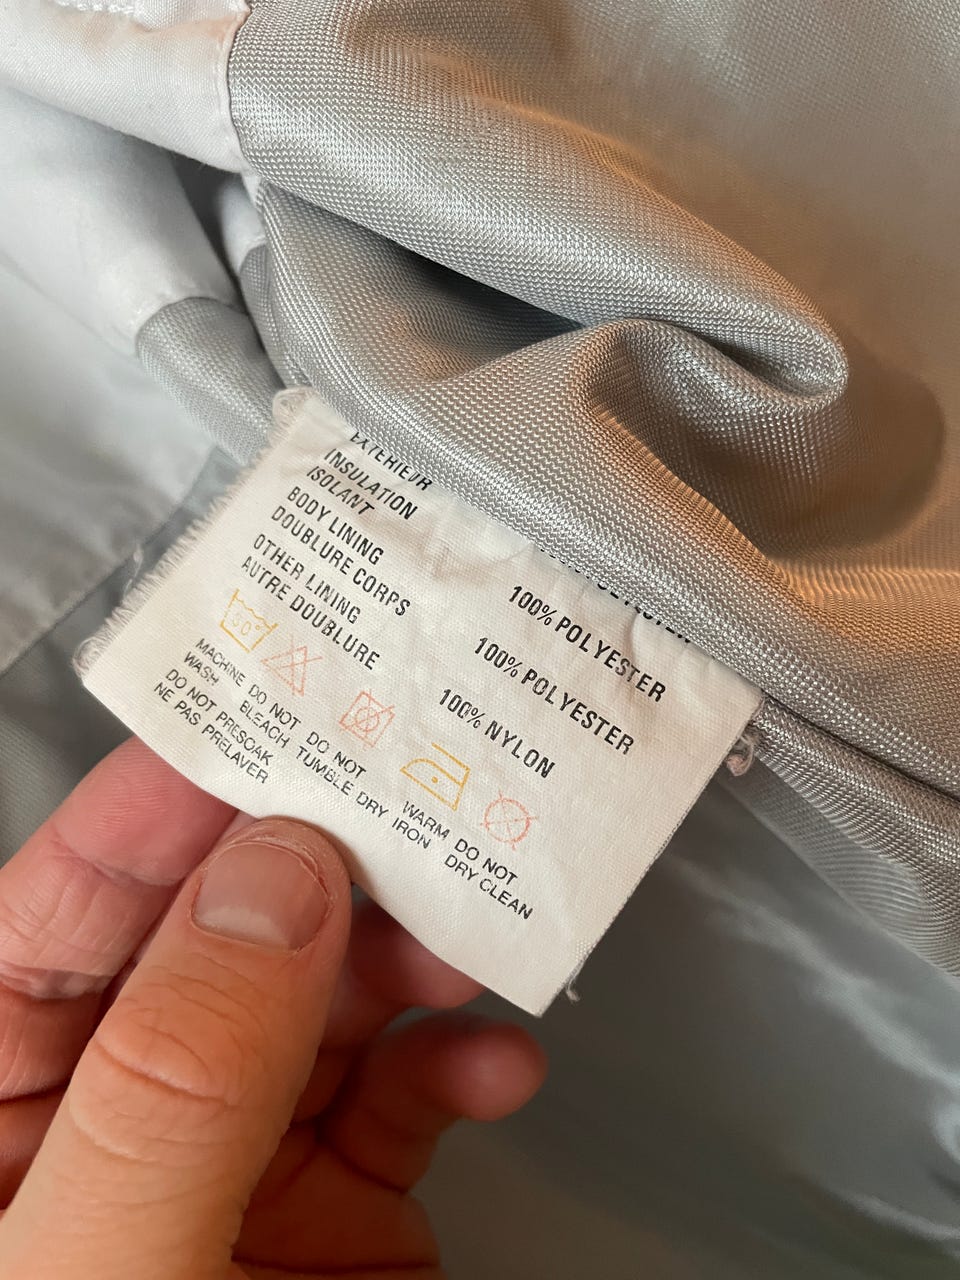 EXTERIEUR
INSULATION 100% POLYESTER
ISOLANT
BODY LINING 100% POLYESTER
DOUBLURE CORPS
OTHER LINING 100% NYLON
AUTRE DOUBLURE
MACHINE WASH
DO NOT BLEACH
DO NOT TUMBLE DRY
WARM IRON
DO NOT DRY CLEAN
DO NOT PRESOAK
NE PAS PRELAVER